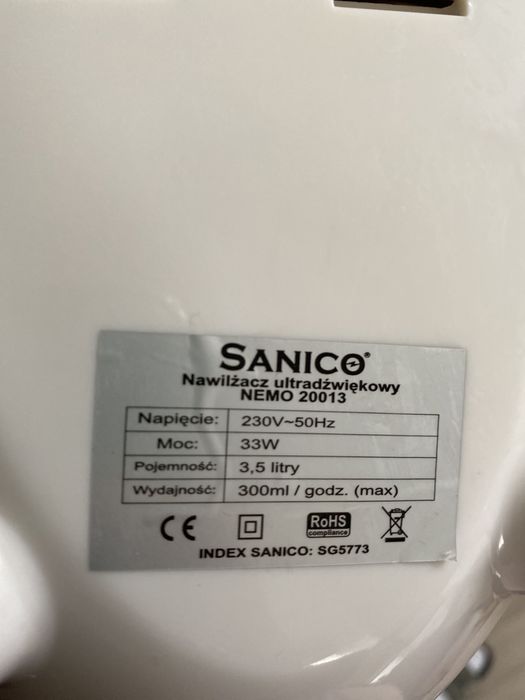 SANICO®
Nawilżacz ultradźwiękowy
NEMO 20013
Napięcie: 230V~50Hz
Moc: 33W
Pojemność: 3,5 litry
Wydajność: 300ml / godz. (max)
CE RoHS
compliance
INDEX SANICO: SG5773